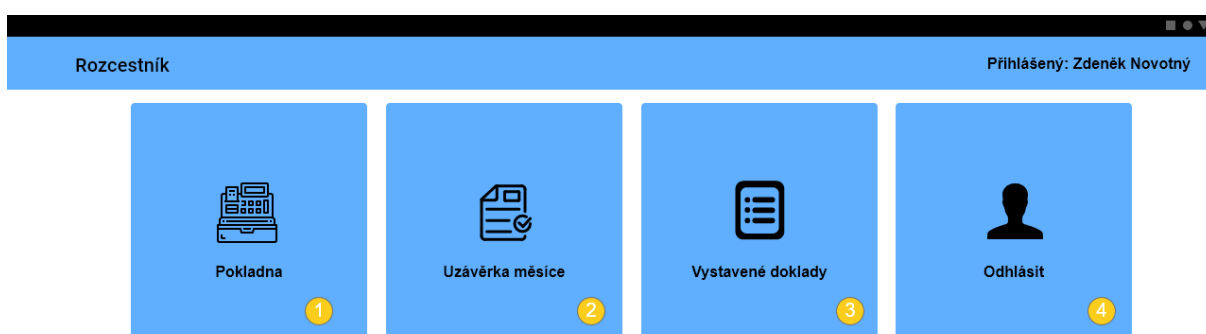 Rozcestník
Přihlášený: Zdeněk Novotný
Pokladna
Uzávěrka měsíce
Vystavené doklady
Odhlásit
1
2
3
4